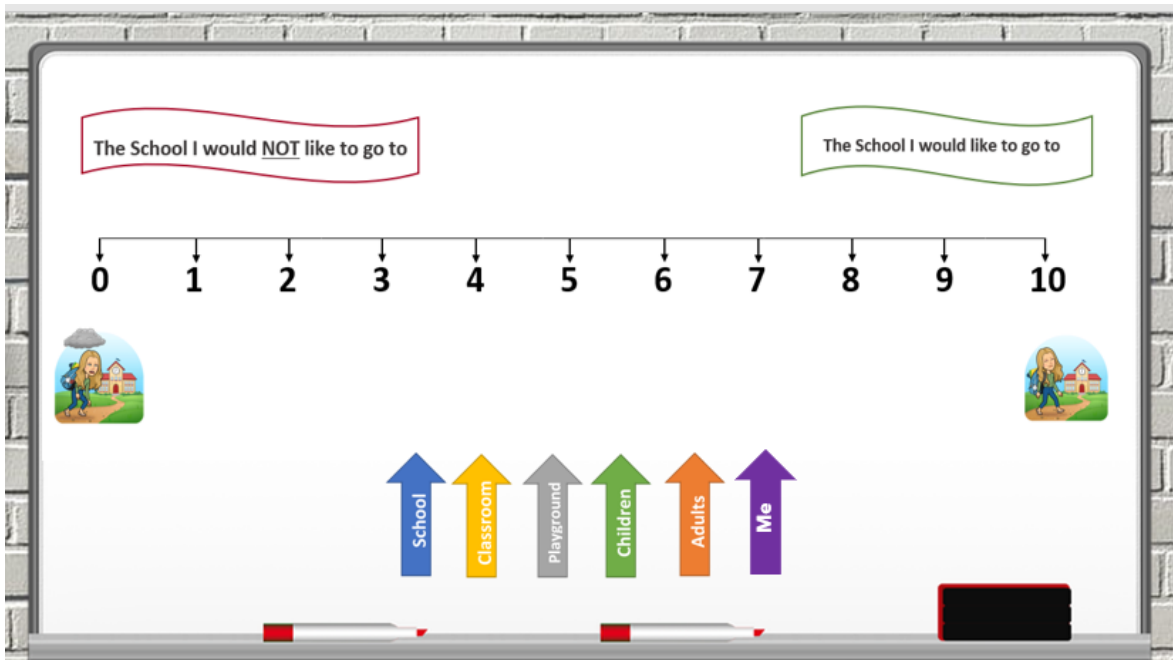 The School I would NOT like to go to
The School I would like to go to
0 1 2 3 4 5 6 7 8 9 10
School
Classroom
Playground
Children
Adults
Me